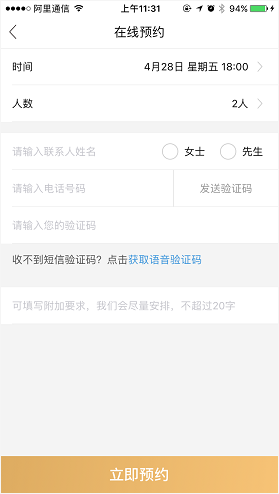 阿里通信 上午11:31 94%
在线预约
时间 4月28日 星期五 18:00
人数 2人
请输入联系人姓名 女士 先生
请输入电话号码 发送验证码
请输入您的验证码
收不到短信验证码？点击获取语音验证码
可填写附加要求，我们会尽量安排，不超过20字
立即预约